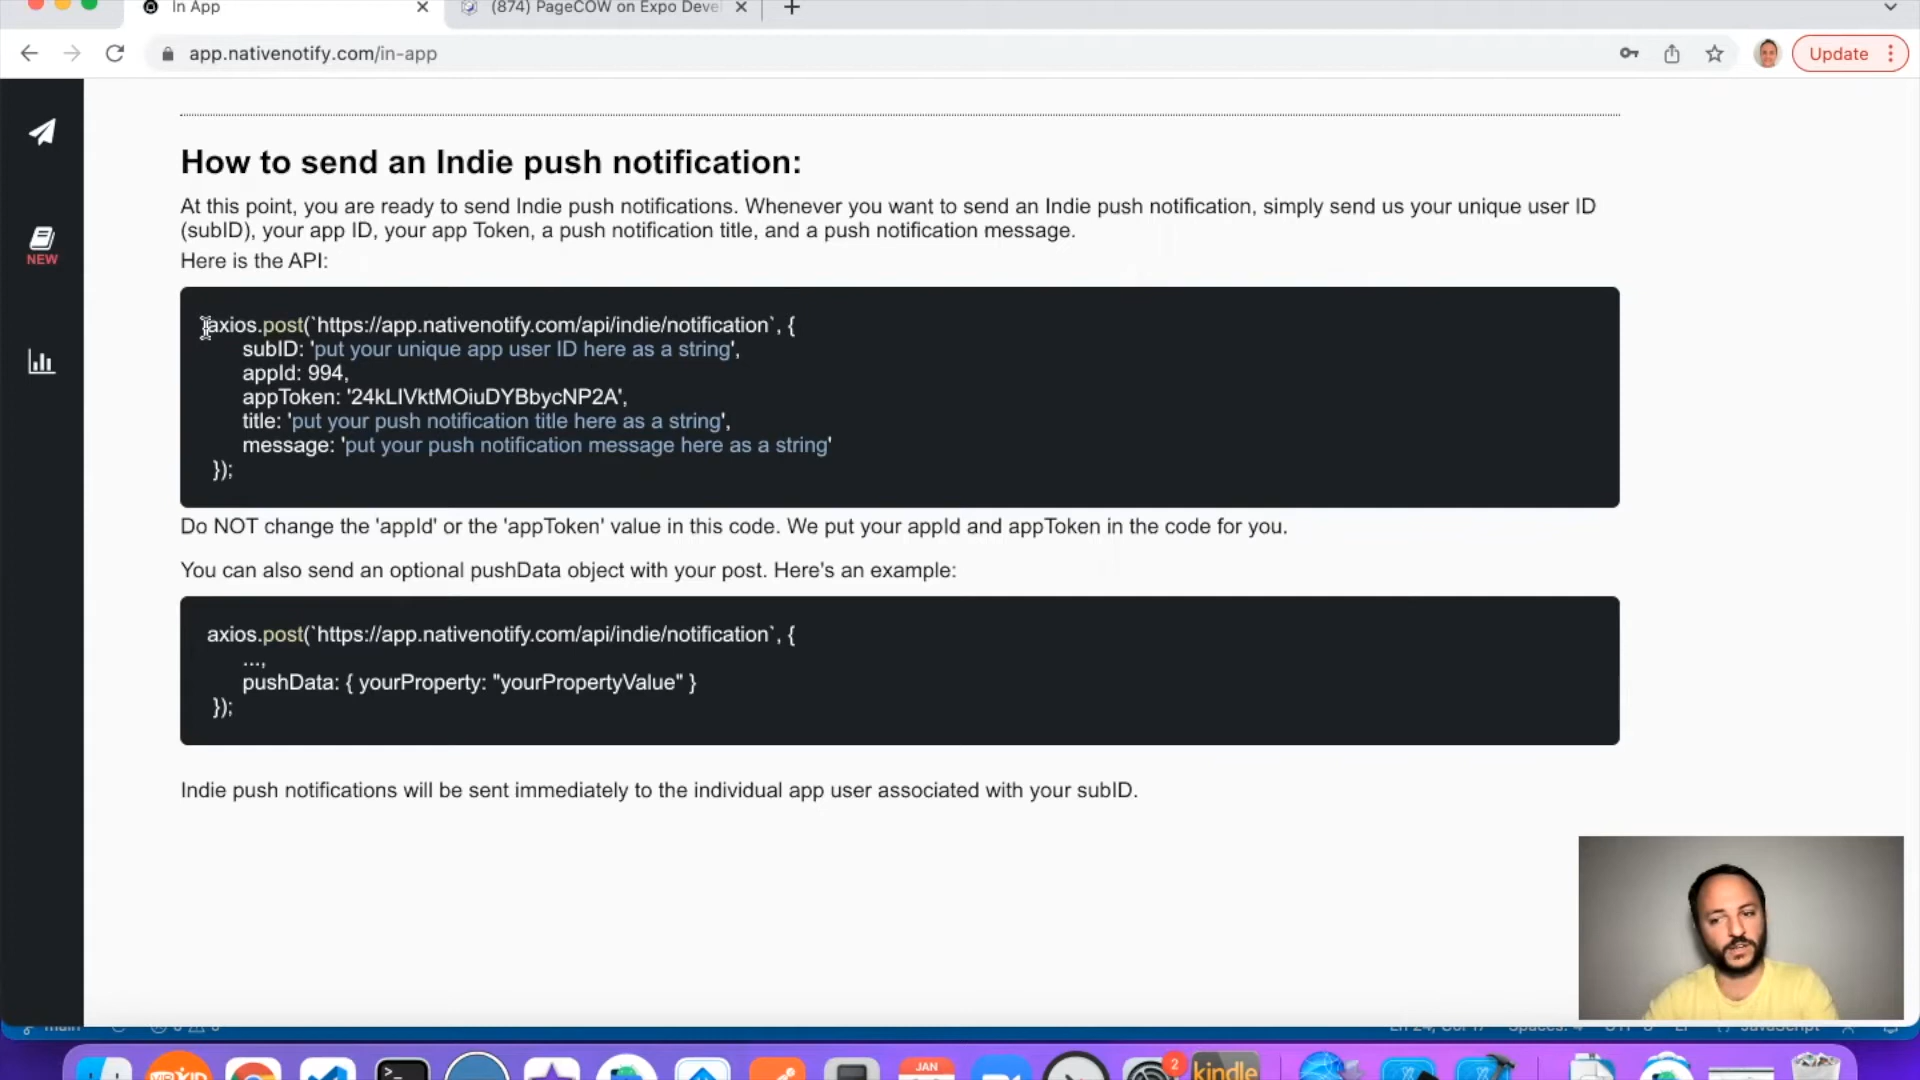 In App
(874) PageCOW on Expo Deve
app.nativenotify.com/in-app
Update
NEW
How to send an Indie push notification:
At this point, you are ready to send Indie push notifications. Whenever you want to send an Indie push notification, simply send us your unique user ID
(subID), your app ID, your app Token, a push notification title, and a push notification message.
Here is the API:
axios.post(`https://app.nativenotify.com/api/indie/notification`, {
subID: 'put your unique app user ID here as a string',
appId: 994,
appToken: '24kLIVktMOiuDYBbycNP2A',
title: 'put your push notification title here as a string',
message: 'put your push notification message here as a string'
});
Do NOT change the 'appId' or the 'appToken' value in this code. We put your appId and appToken in the code for you.
You can also send an optional pushData object with your post. Here's an example:
axios.post(`https://app.nativenotify.com/api/indie/notification`, {
...,
pushData: { yourProperty: "yourPropertyValue" }
});
Indie push notifications will be sent immediately to the individual app user associated with your subID.
main
JavaScript
JAN
2
kindle